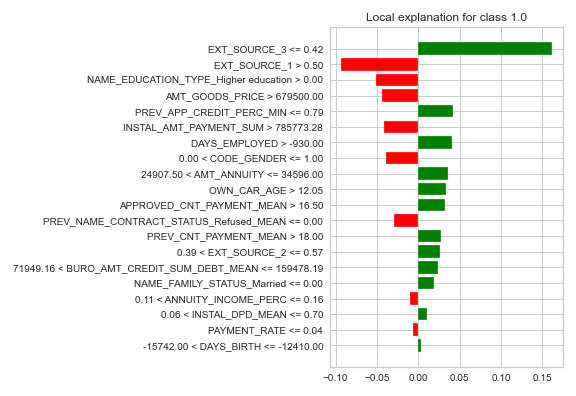 Local explanation for class 1.0
EXT_SOURCE_3 <= 0.42
EXT_SOURCE_1 > 0.50
NAME_EDUCATION_TYPE_Higher education > 0.00
AMT_GOODS_PRICE > 679500.00
PREV_APP_CREDIT_PERC_MIN <= 0.79
INSTAL_AMT_PAYMENT_SUM > 785773.28
DAYS_EMPLOYED > -930.00
0.00 < CODE_GENDER <= 1.00
24907.50 < AMT_ANNUITY <= 34596.00
OWN_CAR_AGE > 12.05
APPROVED_CNT_PAYMENT_MEAN > 16.50
PREV_NAME_CONTRACT_STATUS_Refused_MEAN <= 0.00
PREV_CNT_PAYMENT_MEAN > 18.00
0.39 < EXT_SOURCE_2 <= 0.57
71949.16 < BURO_AMT_CREDIT_SUM_DEBT_MEAN <= 159478.19
NAME_FAMILY_STATUS_Married <= 0.00
0.11 < ANNUITY_INCOME_PERC <= 0.16
0.06 < INSTAL_DPD_MEAN <= 0.70
PAYMENT_RATE <= 0.04
-15742.00 < DAYS_BIRTH <= -12410.00
−0.10 −0.05 0.00 0.05 0.10 0.15